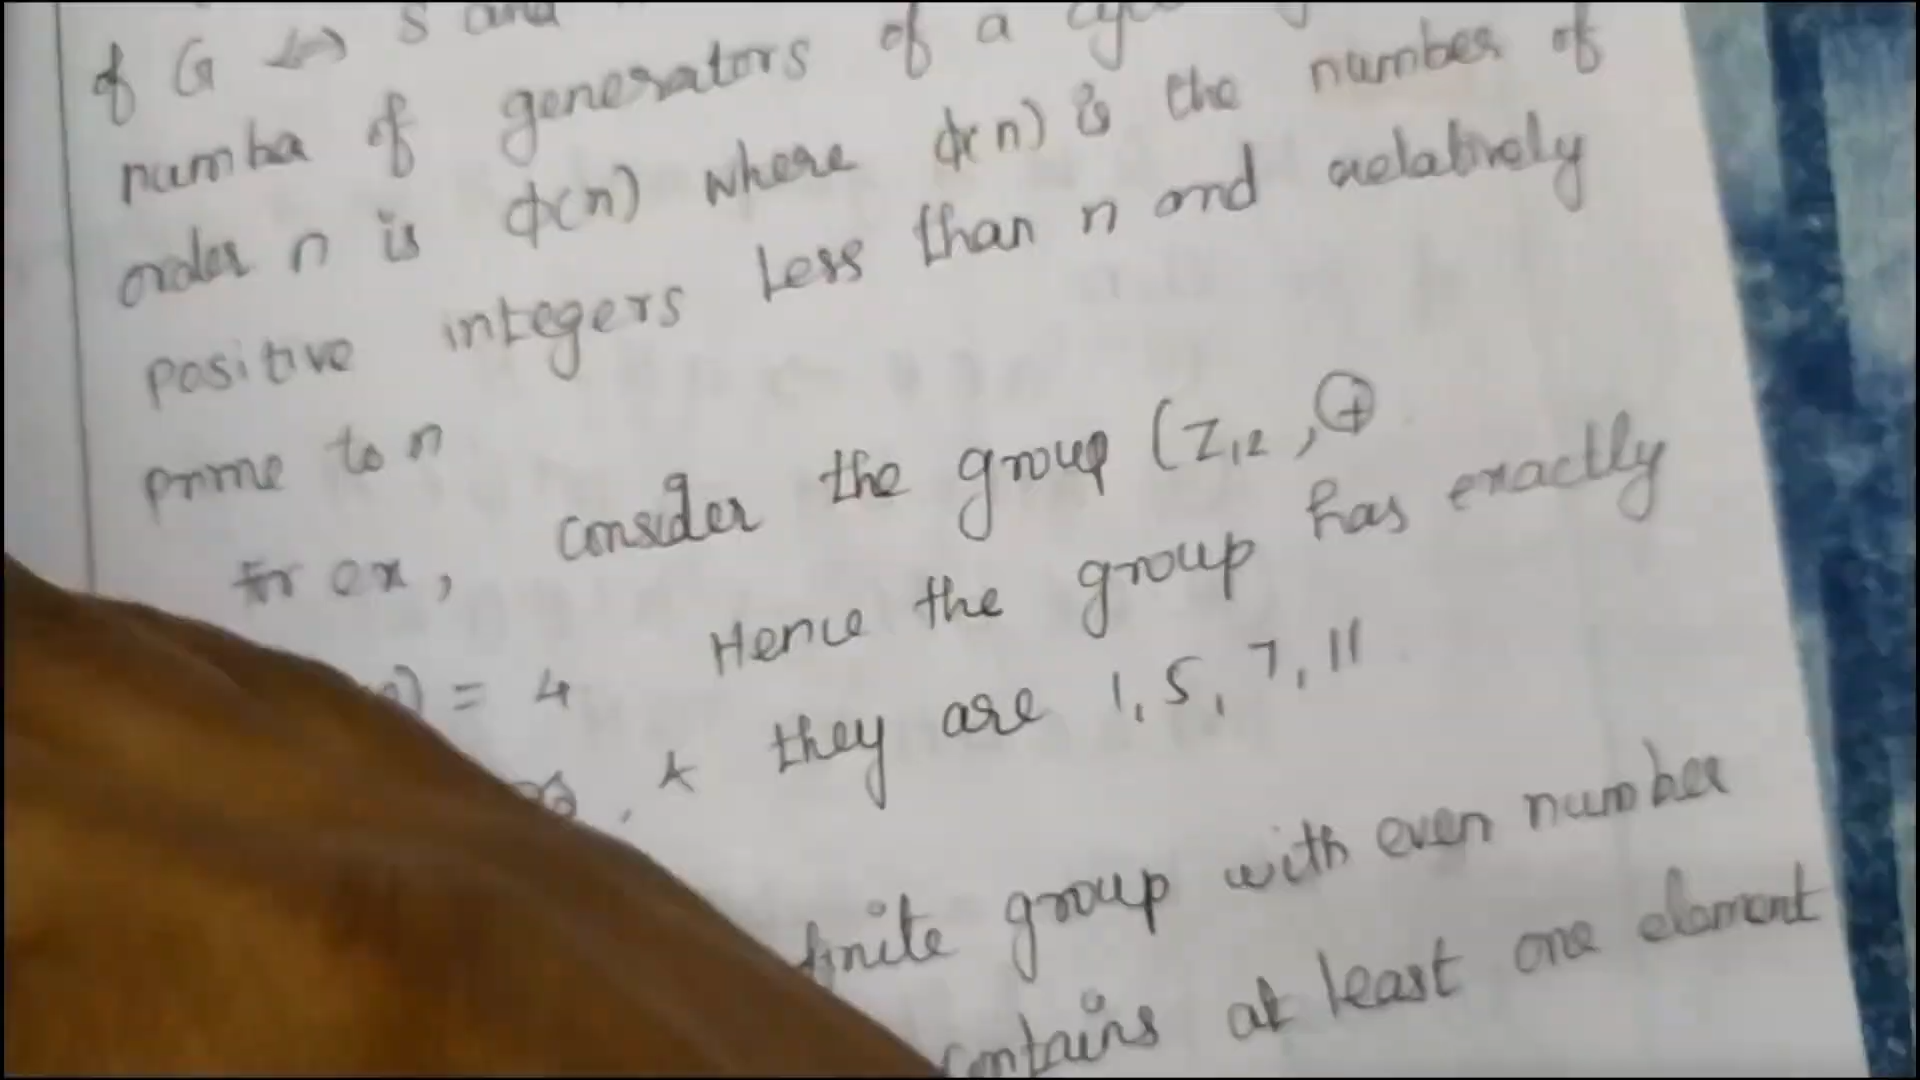 of G <=> s and
number of generators of a
order n is ϕ(n) where ϕ(n) is the number of
positive integers Less than n and relatively
prime to n
for ex, consider the group (Z12, ⊕
) = 4 Hence the group has exactly
, & they are 1, 5, 7, 11
finite group with even number
contains at least one element